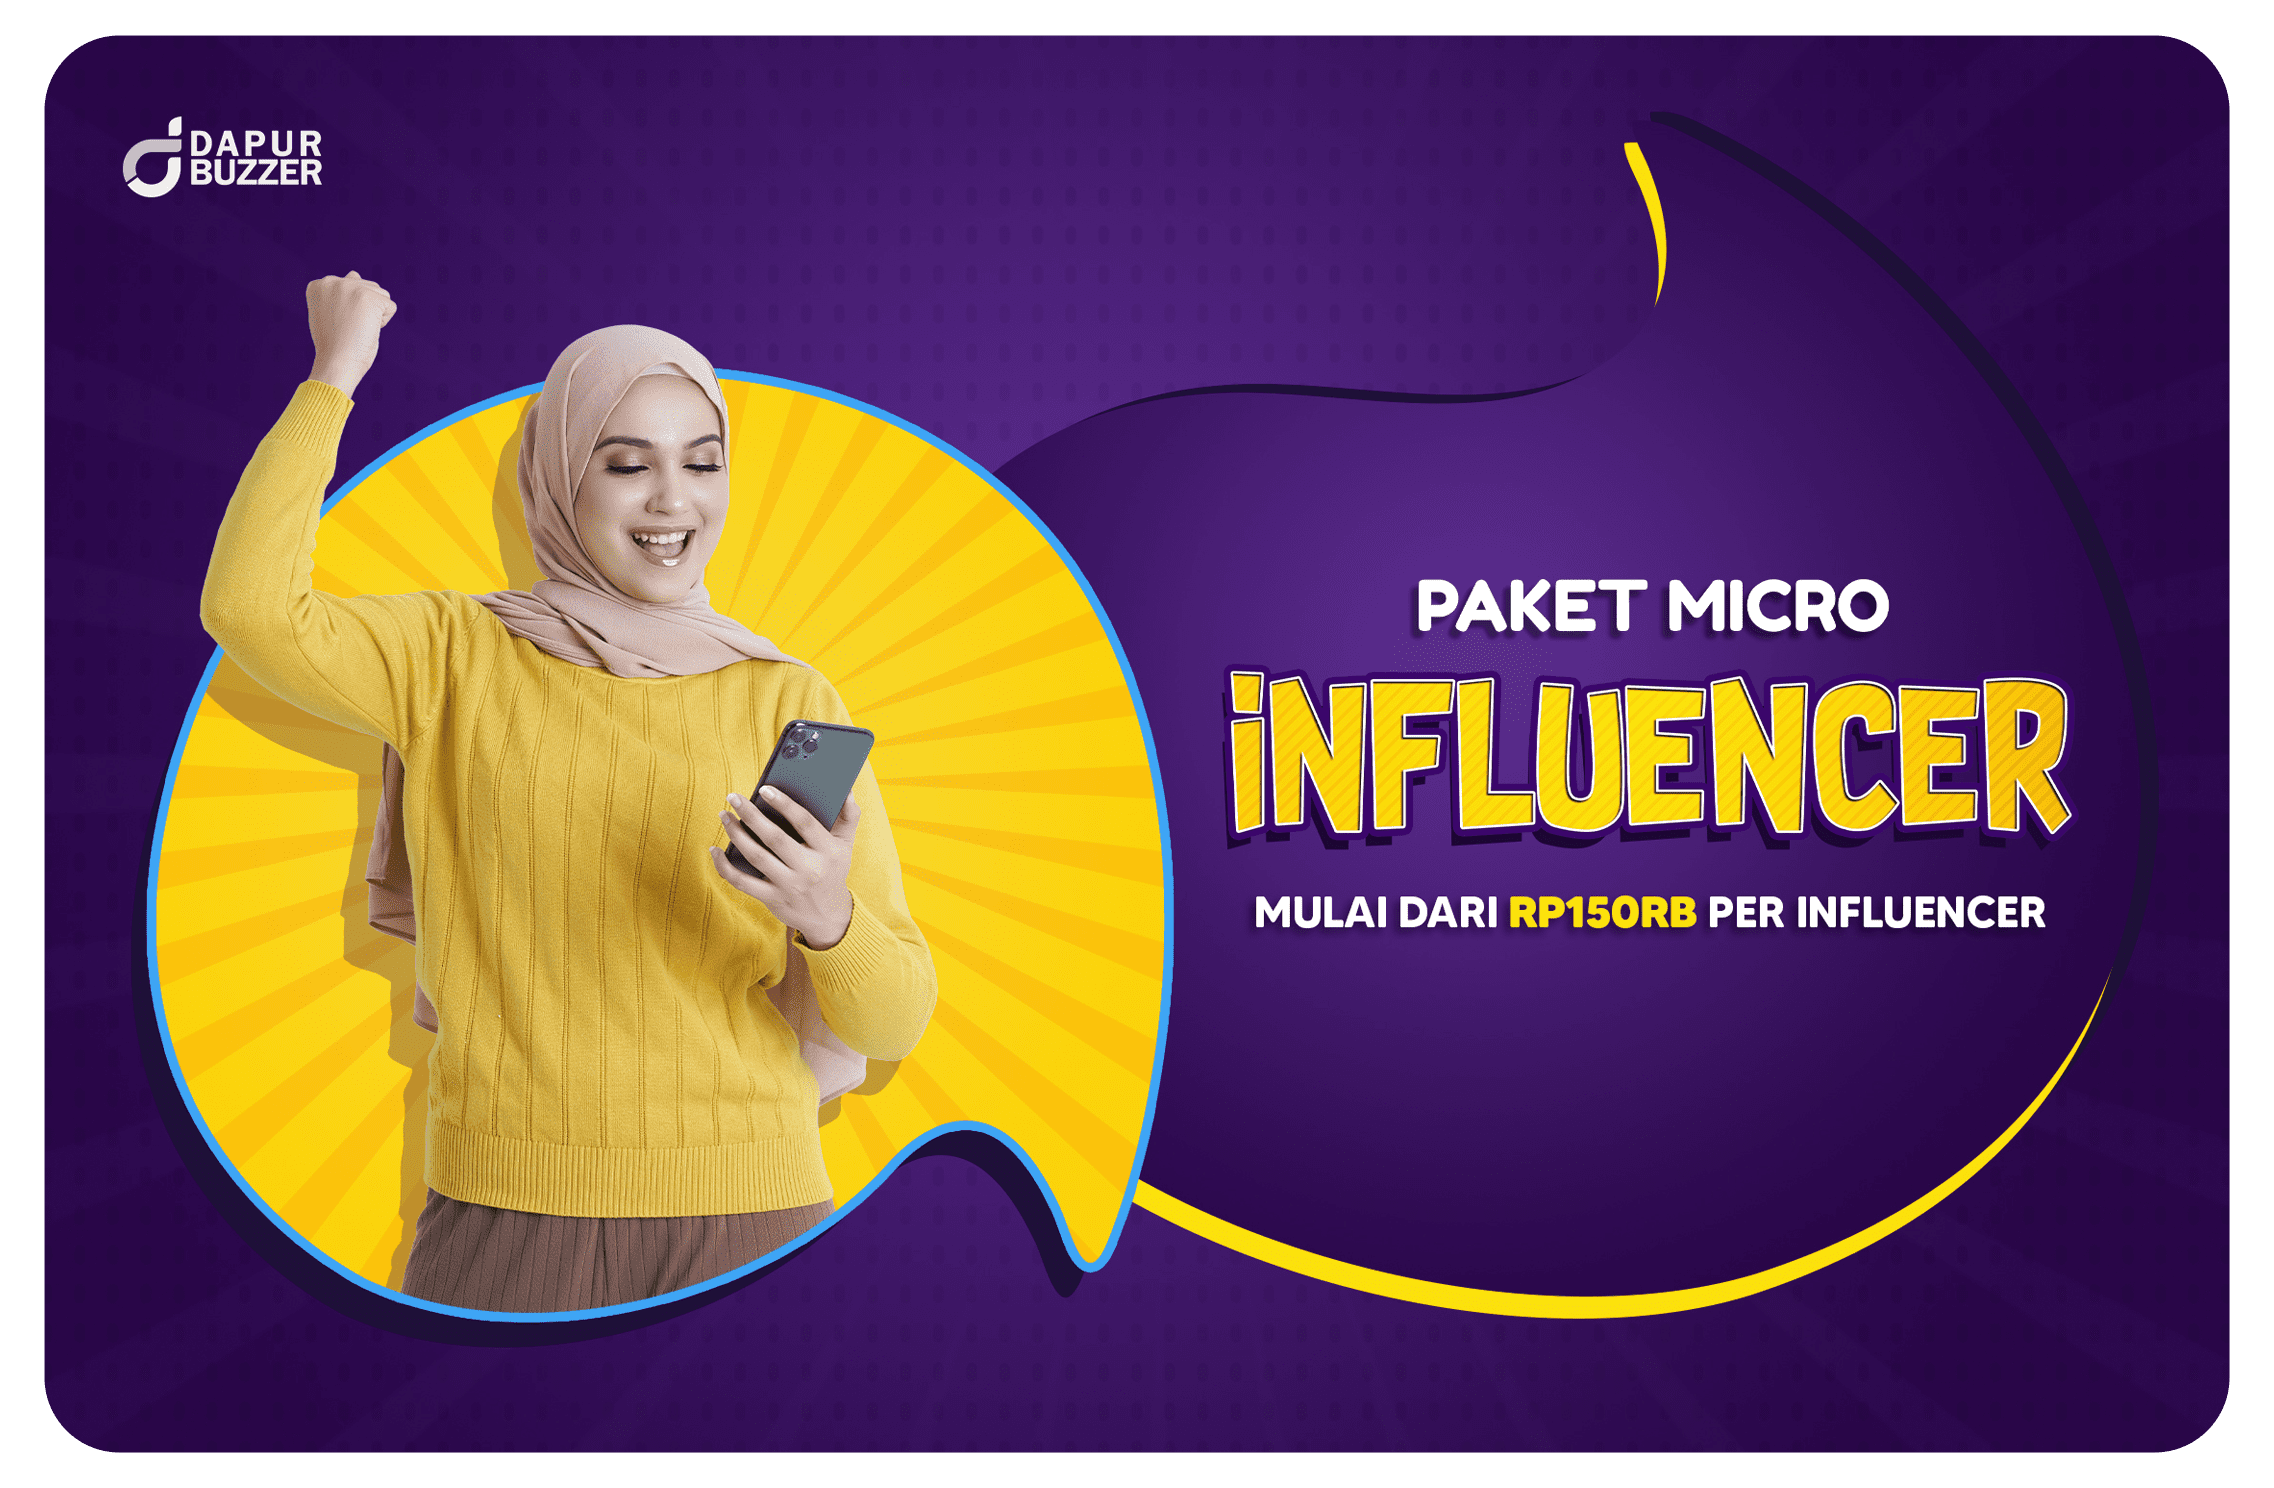 DAPUR
BUZZER
PAKET MICRO
iNFLUENCER
MULAI DARI RP150RB PER INFLUENCER